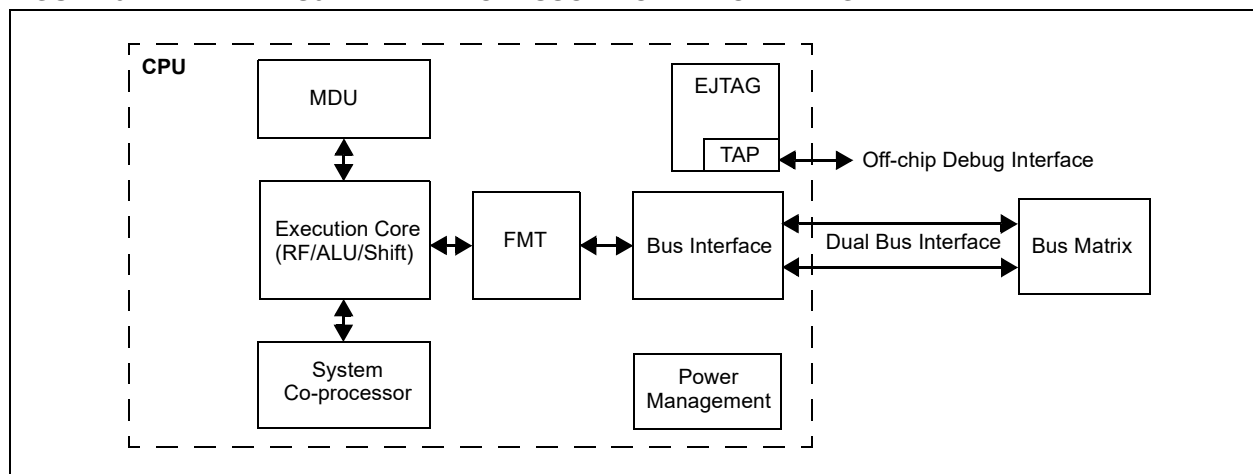 CPU
MDU
EJTAG
TAP
Off-chip Debug Interface
Execution Core
(RF/ALU/Shift)
FMT
Bus Interface
Dual Bus Interface
Bus Matrix
System
Co-processor
Power
Management